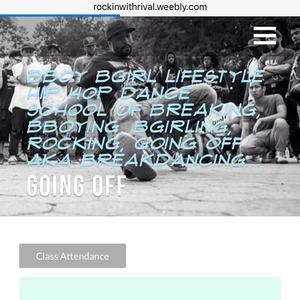 rockinwithrival.weebly.com
BBOY BGIRL LIFESTYLE
HIP HOP DANCE
SCHOOL OF BREAKING,
BBOYING, BGIRLING,
ROCKING, GOING OFF
AKA BREAKDANCING...
GOING OFF
Class Attendance